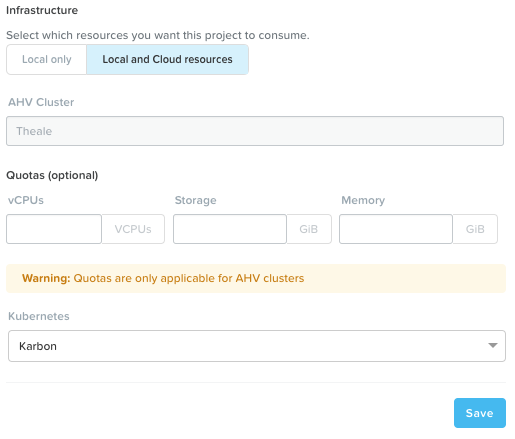 Infrastructure
Select which resources you want this project to consume.
Local only Local and Cloud resources
AHV Cluster
Theale
Quotas (optional)
vCPUs Storage Memory
VCPUs GiB GiB
Warning: Quotas are only applicable for AHV clusters
Kubernetes
Karbon
Save